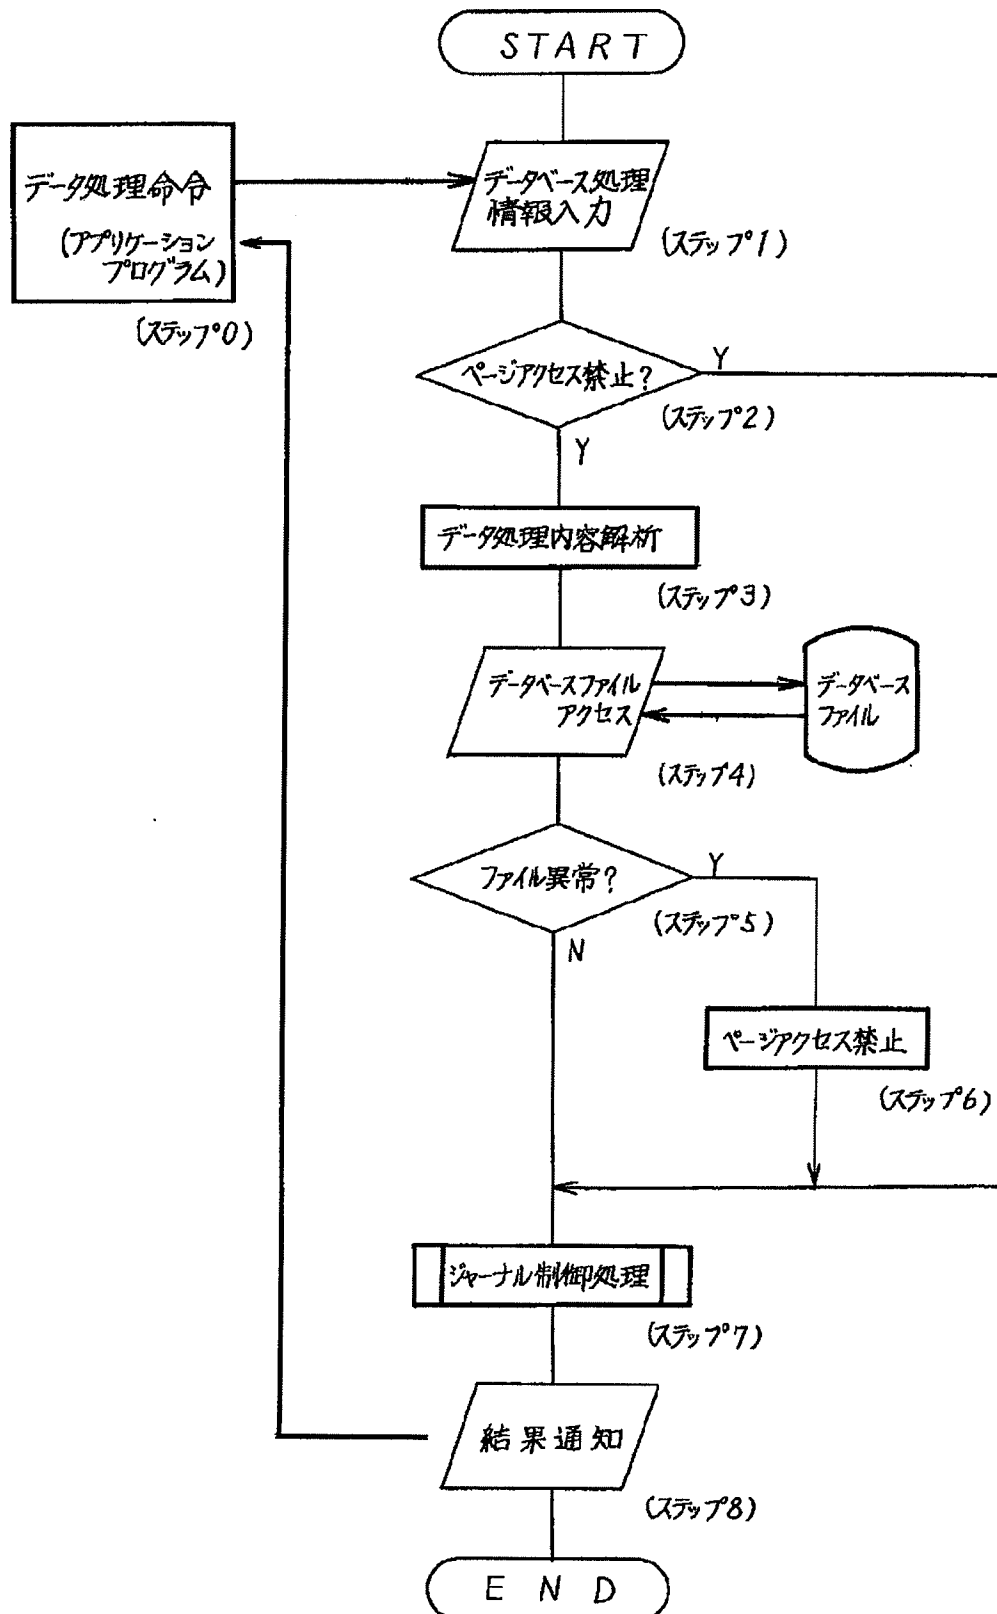 START
データ処理命令
(アプリケーション
プログラム)
(ステップ0)
データベース処理
情報入力
(ステップ1)
ページアクセス禁止?
Y
(ステップ2)
Y
データ処理内容解析
(ステップ3)
データベースファイル
アクセス
データベース
ファイル
(ステップ4)
ファイル異常?
Y
(ステップ5)
N
ページアクセス禁止
(ステップ6)
ジャーナル制御処理
(ステップ7)
結果通知
(ステップ8)
END